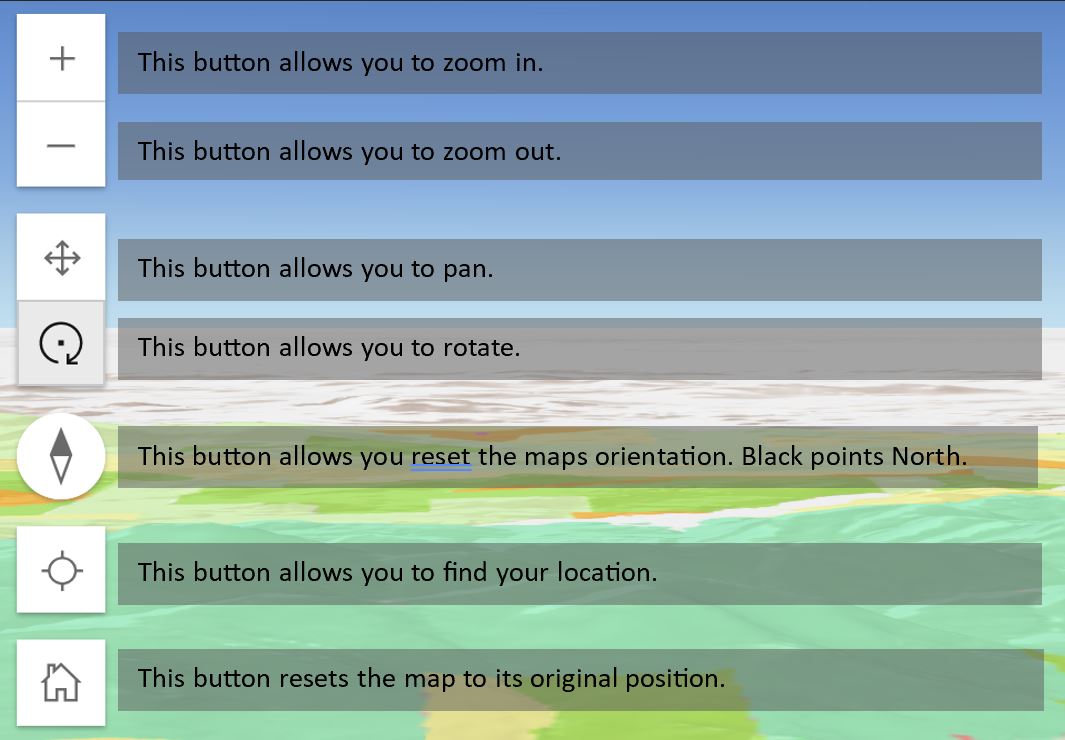 This button allows you to zoom in.
This button allows you to zoom out.
This button allows you to pan.
This button allows you to rotate.
This button allows you reset the maps orientation. Black points North.
This button allows you to find your location.
This button resets the map to its original position.